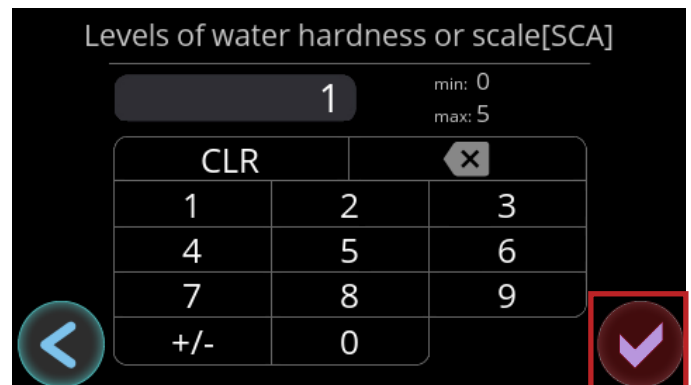 Levels of water hardness or scale[SCA]
1
min: 0
max: 5
CLR
1 2 3
4 5 6
7 8 9
+/- 0